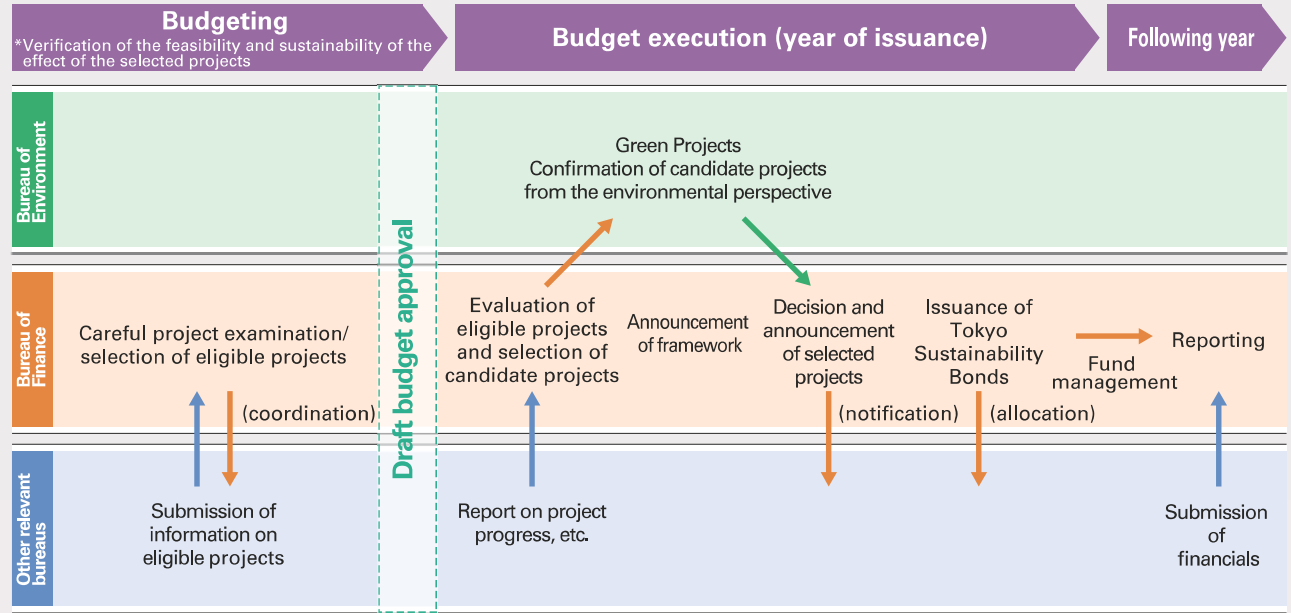 Budgeting
*Verification of the feasibility and sustainability of the
effect of the selected projects
Budget execution (year of issuance)
Following year
Bureau of
Environment
Green Projects
Confirmation of candidate projects
from the environmental perspective
Draft budget approval
Bureau of
Finance
Careful project examination/
selection of eligible projects
(coordination)
Evaluation of
eligible projects
and selection of
candidate projects
Announcement
of framework
Decision and
announcement
of selected
projects
(notification)
Issuance of
Tokyo
Sustainability
Bonds
(allocation)
Fund
management
Reporting
Other relevant
bureaus
Submission of
information on
eligible projects
Report on project
progress, etc.
Submission
of
financials